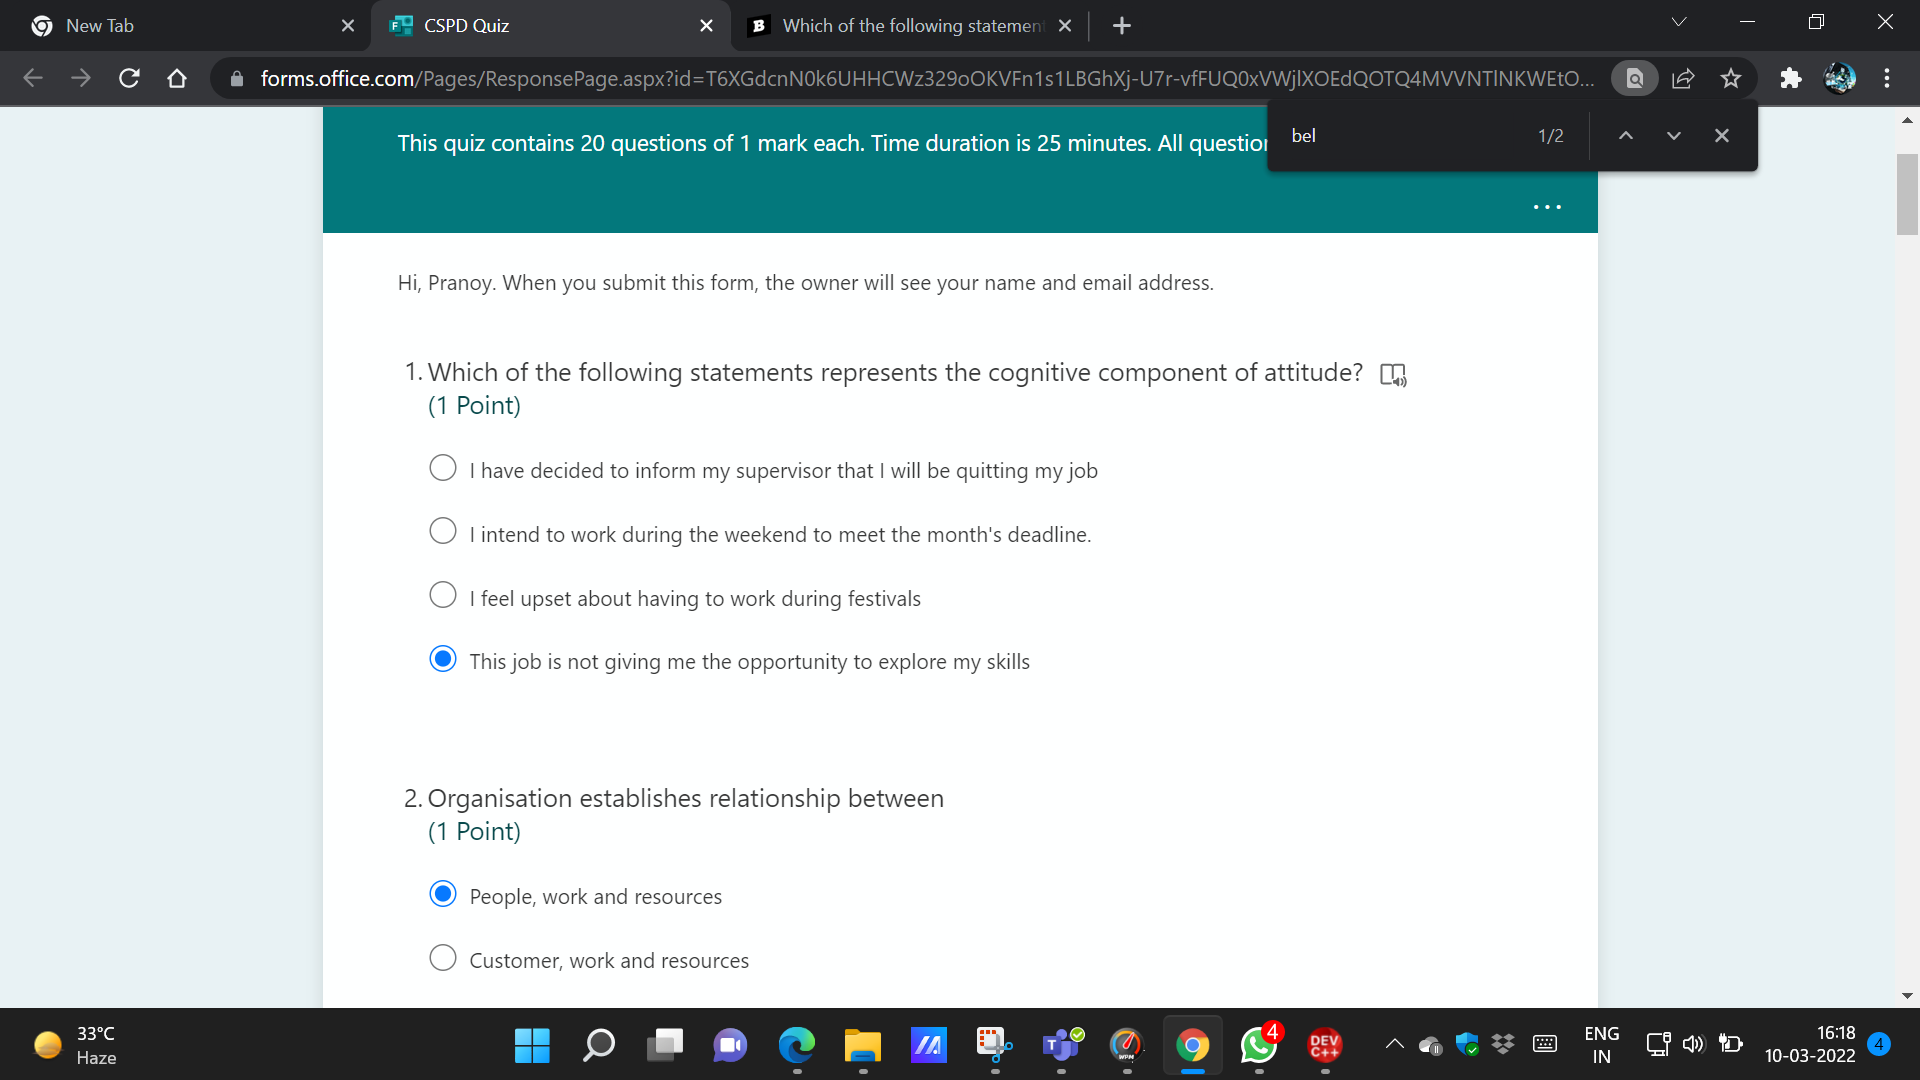 New Tab
CSPD Quiz
Which of the following statemen
forms.office.com/Pages/ResponsePage.aspx?id=
This quiz contains 20 questions of 1 mark each. Time duration is 25 minutes. All question
bel
1/2
Hi, Pranoy. When you submit this form, the owner will see your name and email address.
1. Which of the following statements represents the cognitive component of attitude?
(1 Point)
I have decided to inform my supervisor that I will be quitting my job
I intend to work during the weekend to meet the month's deadline.
I feel upset about having to work during festivals
This job is not giving me the opportunity to explore my skills
2. Organisation establishes relationship between
(1 Point)
People, work and resources
Customer, work and resources
33°C
Haze
WPM
4
DEV
C++
ENG
IN
16:18
10-03-2022
4